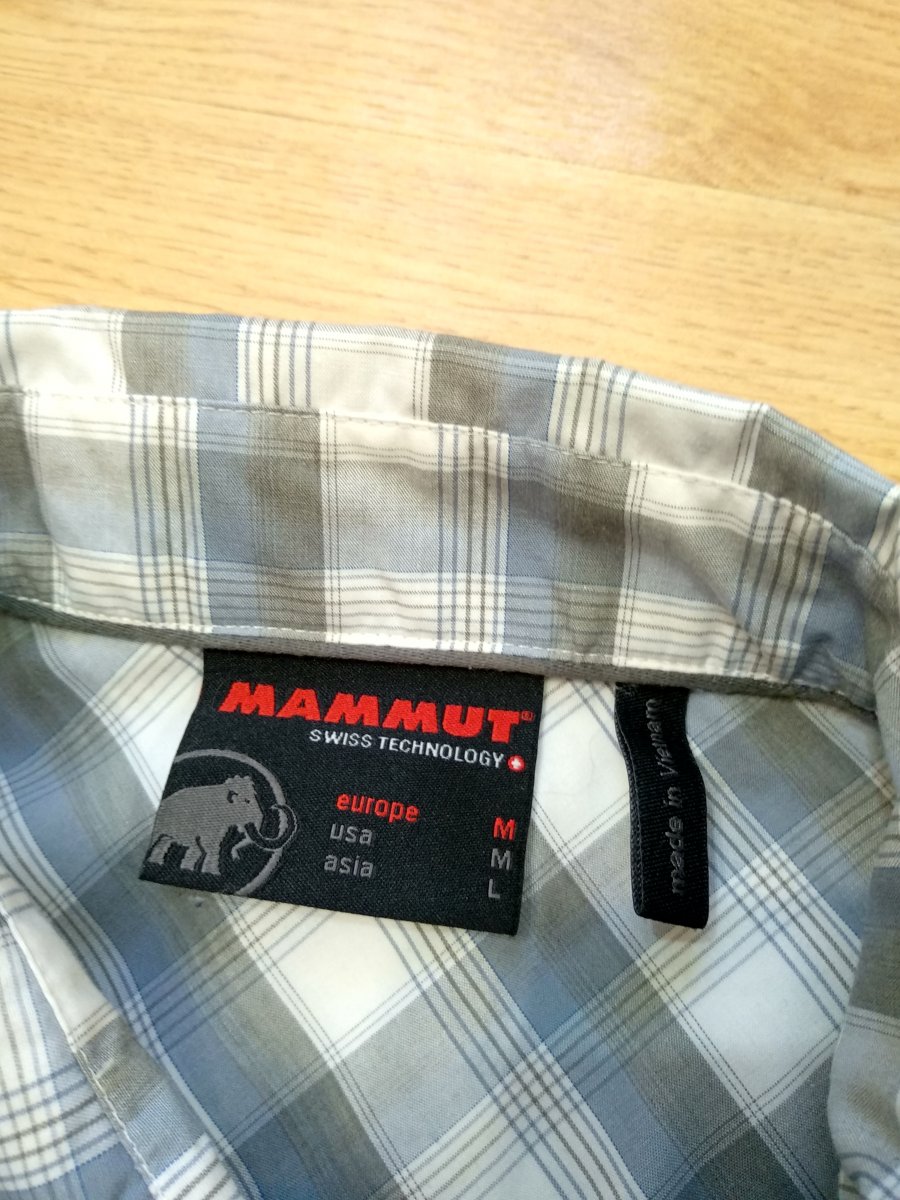 MAMMUT®
SWISS TECHNOLOGY
europe M
usa M
asia L
made in Vietnam